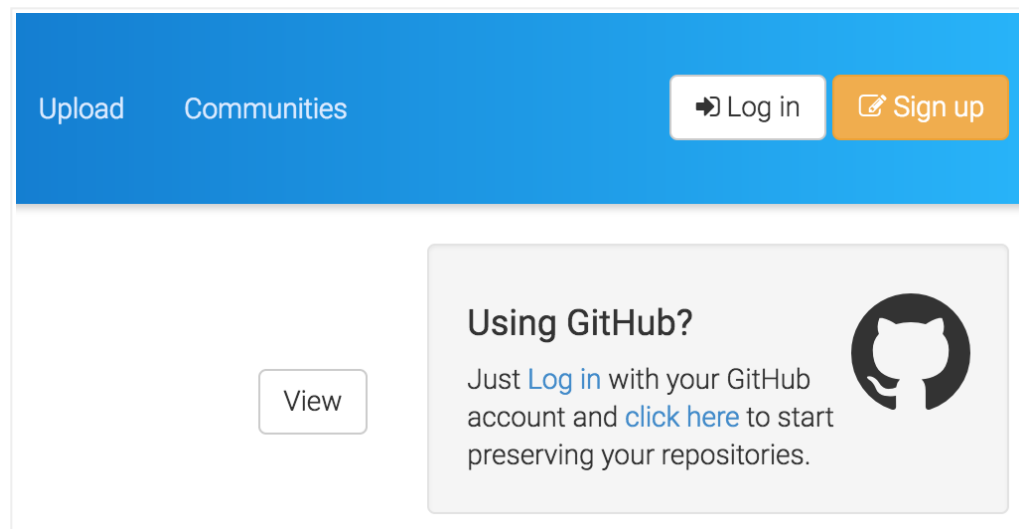 Upload Communities Log in Sign up
Using GitHub?
Just Log in with your GitHub
account and click here to start
preserving your repositories.
View